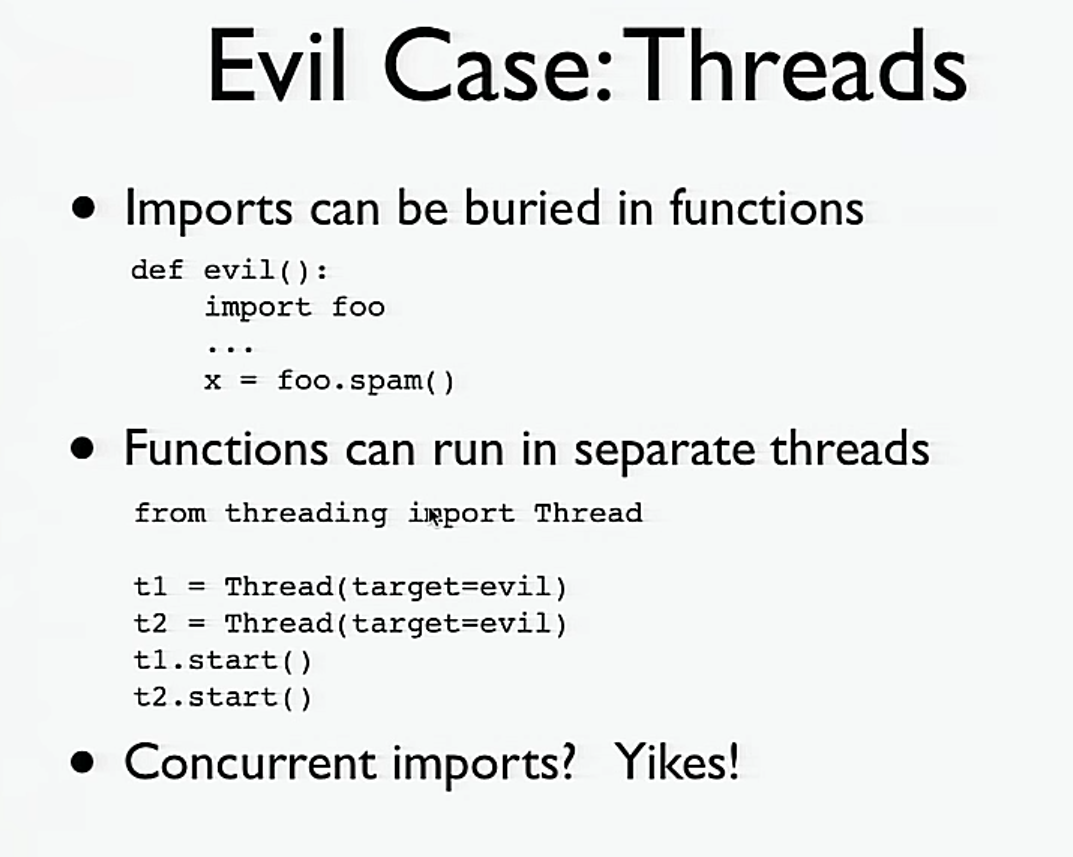 Evil Case: Threads
• Imports can be buried in functions
def evil():
    import foo
    ...
    x = foo.spam()
• Functions can run in separate threads
from threading import Thread
t1 = Thread(target=evil)
t2 = Thread(target=evil)
t1.start()
t2.start()
• Concurrent imports? Yikes!